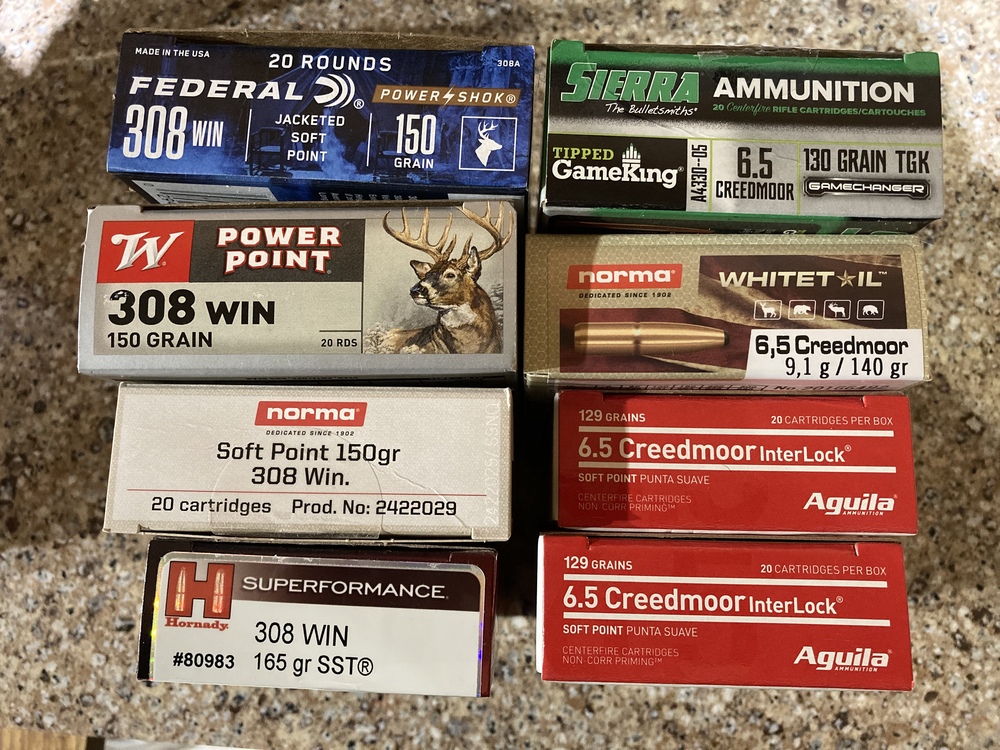 MADE IN THE USA
20 ROUNDS
308A
FEDERAL®
POWER SHOK®
308 WIN
JACKETED
SOFT
POINT
150
GRAIN
W
POWER
POINT
308 WIN
150 GRAIN
20 RDS
norma
DEDICATED SINCE 1902
Soft Point 150gr
308 Win.
20 cartridges Prod. No: 2422029
H
Hornady
SUPERFORMANCE
308 WIN
#80983 165 gr SST®
SIERRA
The Bulletsmiths®
AMMUNITION
20 Centerfire RIFLE CARTRIDGES/CARTOUCHES
TIPPED
GameKing®
A4330--05
6.5
CREEDMOOR
130 GRAIN TGK
GAMECHANGER
norma
DEDICATED SINCE 1902
WHITETAIL™
6,5 Creedmoor
9,1 g / 140 gr
129 GRAINS 20 CARTRIDGES PER BOX
6.5 Creedmoor InterLock®
SOFT POINT PUNTA SUAVE
CENTERFIRE CARTRIDGES
NON-CORR PRIMING™
Aguila®
AMMUNITION
129 GRAINS 20 CARTRIDGES PER BOX
6.5 Creedmoor InterLock®
SOFT POINT PUNTA SUAVE
CENTERFIRE CARTRIDGES
NON-CORR PRIMING™
Aguila®
AMMUNITION